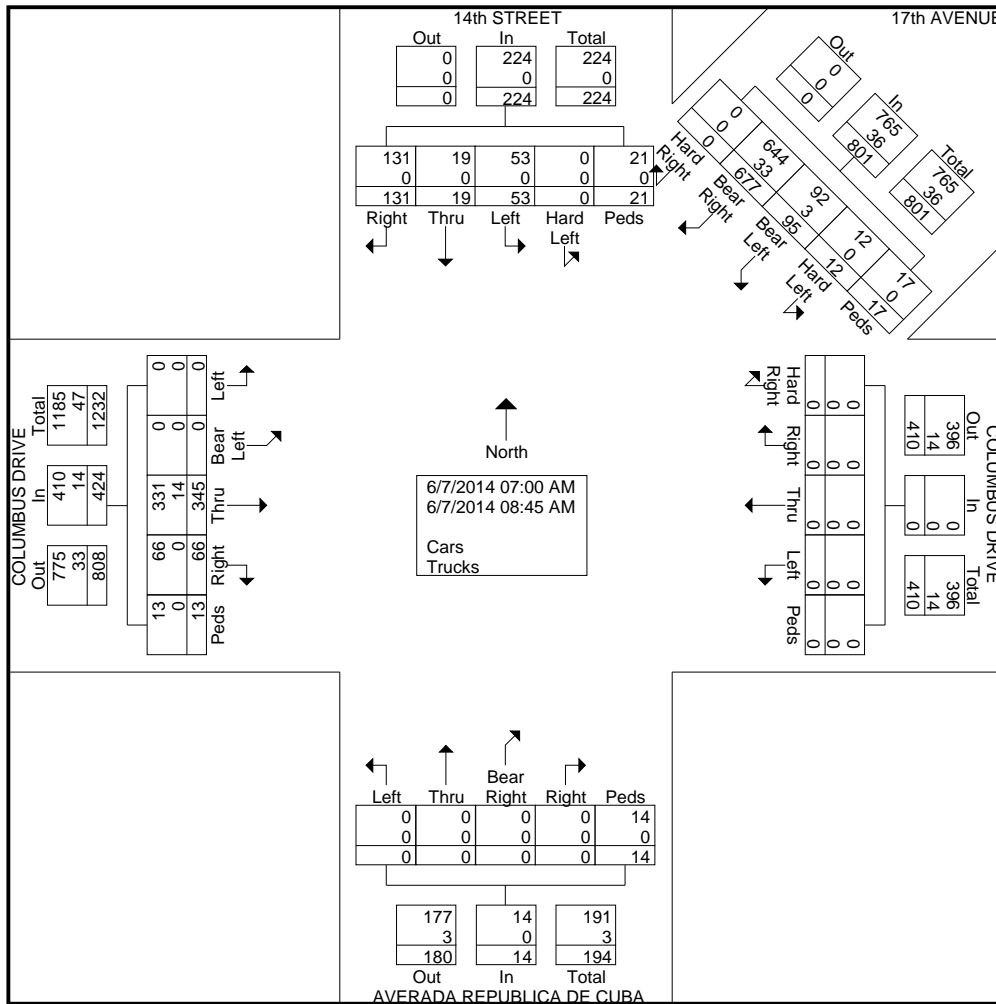 14th STREET
Out In Total
0 224 224
0 0 0
0 224 224
131 19 53 0 21
0 0 0 0 0
131 19 53 0 21
Right Thru Left Hard Left Peds
17th AVENUE
Out In Total
0 765 765
0 36 36
0 801 801
0 644 92 12 17
0 33 3 0 0
0 677 95 12 17
Hard Right Bear Right Bear Left Hard Left Peds
COLUMBUS DRIVE
Total In Out
1185 410 775
47 14 33
1232 424 808
0 0 331 66 13
0 0 14 0 0
0 0 345 66 13
Left Bear Left Thru Right Peds
North
6/7/2014 07:00 AM
6/7/2014 08:45 AM
Cars
Trucks
Hard Right Right Thru Left Peds
0 0 0 0 0
0 0 0 0 0
0 0 0 0 0
Out In Total
396 0 396
14 0 14
410 0 410
COLUMBUS DRIVE
Left Thru Bear Right Right Peds
0 0 0 0 14
0 0 0 0 0
0 0 0 0 14
177 14 191
3 0 3
180 14 194
Out In Total
AVERADA REPUBLICA DE CUBA